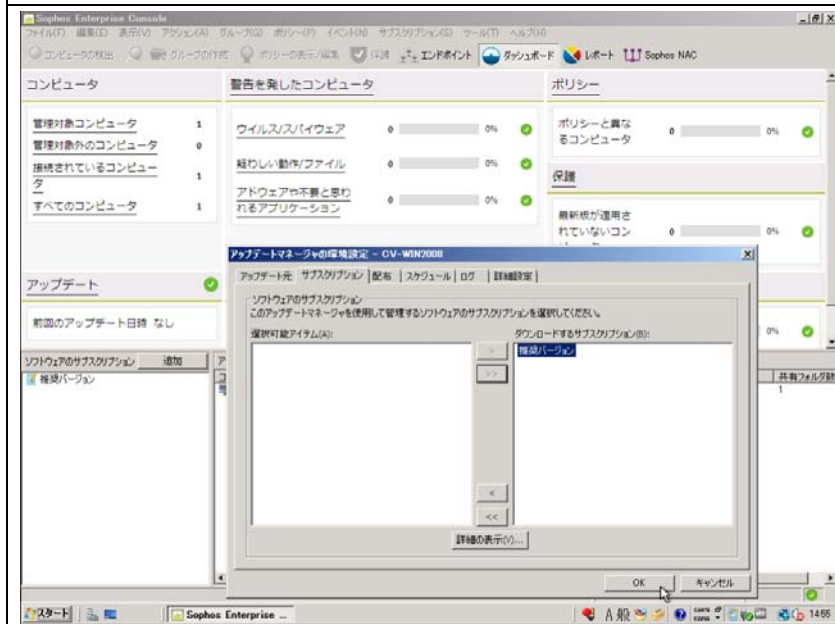 Sophos Enterprise Console
ファイル(F) 編集(E) 表示(V) アクション(A) グループ(G) ポリシー(P) イベント(N) サブスクリプション(S) ツール(T) ヘルプ(H)
コンピュータの検出 グループの作成 ポリシーの表示/編集 保護 エンドポイント ダッシュボード レポート Sophos NAC
コンピュータ
警告を発したコンピュータ
ポリシー
管理対象コンピュータ 1
管理対象外のコンピュータ 0
接続されているコンピュー
タ 1
すべてのコンピュータ 1
ウイルス/スパイウェア 0 0%
疑わしい動作/ファイル 0 0%
アドウェアや不要と思わ
れるアプリケーション 0 0%
ポリシーと異な
るコンピュータ 0 0%
保護
最新版が適用さ
れていないコン 0 0%
アップデート
前回のアップデート日時 なし
0%
ソフトウェアのサブスクリプション 追加
推奨バージョン
共有フォルダ数
1
アップデートマネージャの環境設定 - CV-WIN2008
アップデート元 サブスクリプション 配布 スケジュール ログ 詳細設定
ソフトウェアのサブスクリプション
このアップデートマネージャを使用して管理するソフトウェアのサブスクリプションを選択してください。
選択可能アイテム(A):
ダウンロードするサブスクリプション(B):
推奨バージョン
>
>>
<
<<
詳細の表示(V)...
OK キャンセル
スタート Sophos Enterprise ... A 般 CAPS KANA 14:55